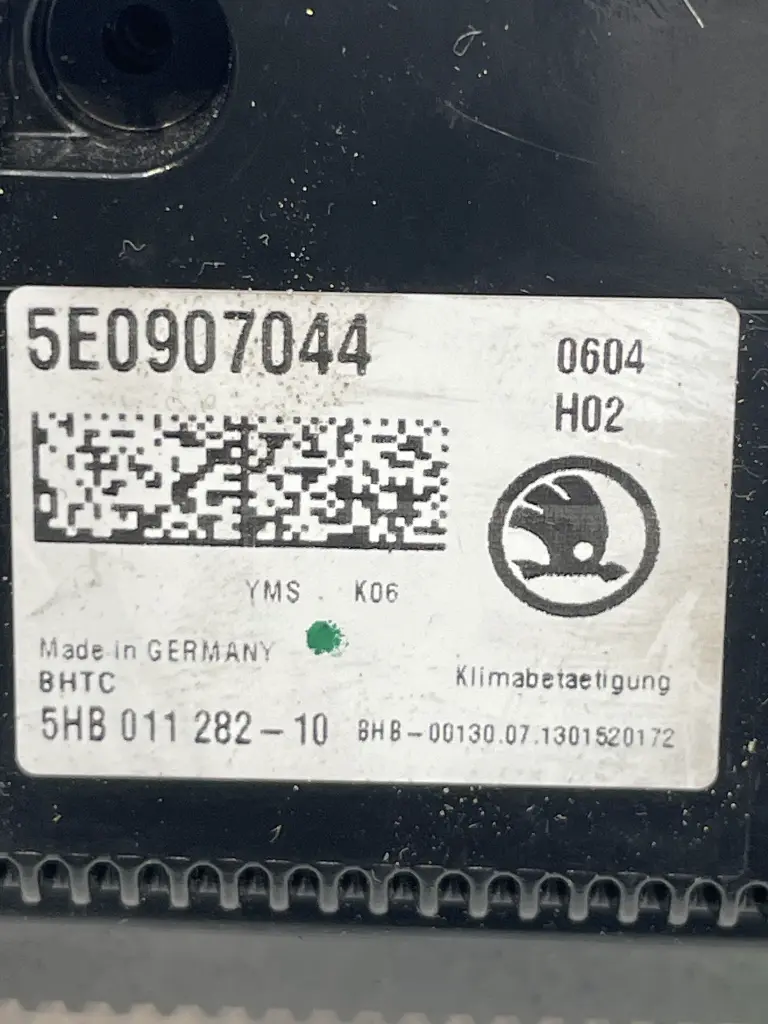 5E0907044
0604
H02
YMS . K06
Made in GERMANY
BHTC
Klimabetaetigung
5HB 011 282-10
BHB-00130.07.1301520172